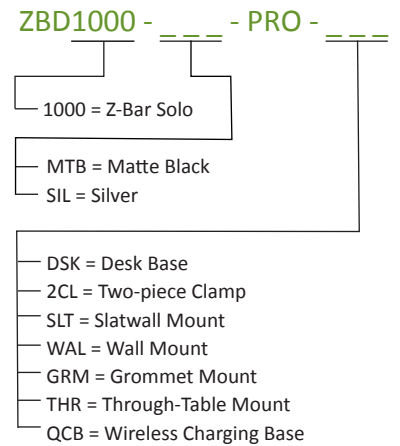 ZBD1000 - _ _ _ - PRO - _ _ _
1000 = Z-Bar Solo
MTB = Matte Black
SIL = Silver
DSK = Desk Base
2CL = Two-piece Clamp
SLT = Slatwall Mount
WAL = Wall Mount
GRM = Grommet Mount
THR = Through-Table Mount
QCB = Wireless Charging Base